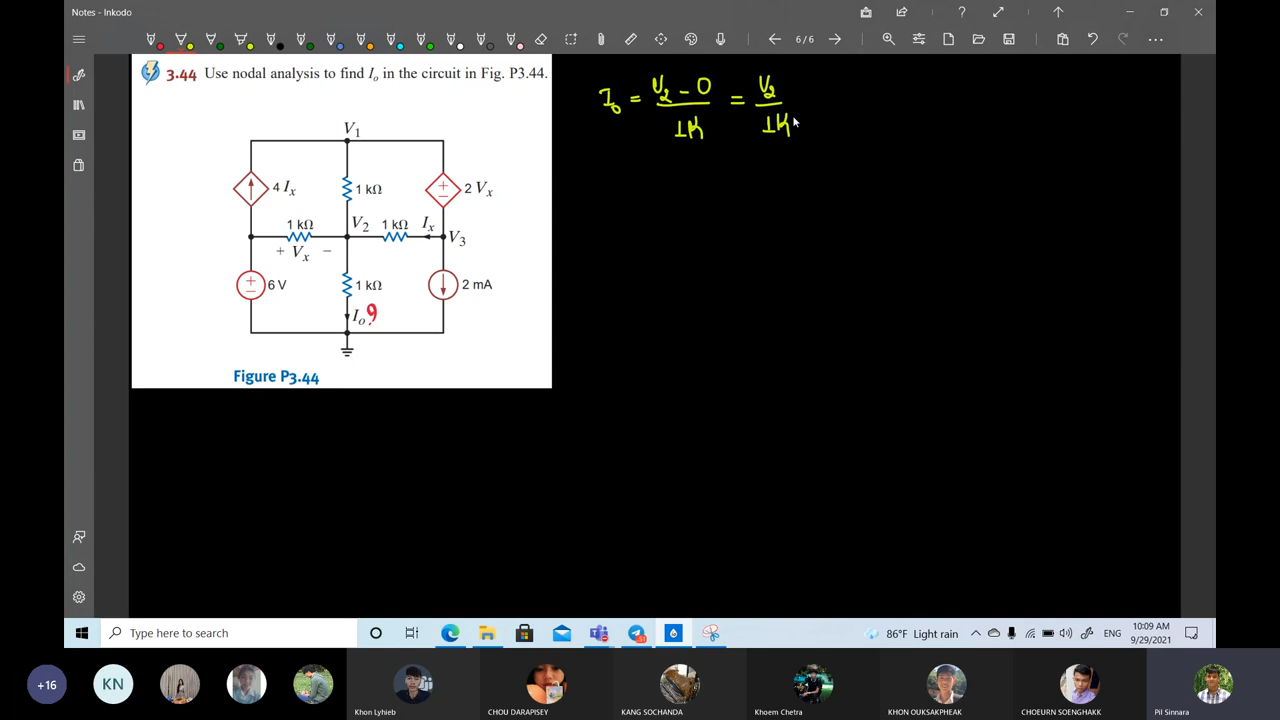 Notes - Inkodo
6/6
3.44 Use nodal analysis to find Io in the circuit in Fig. P3.44.
V1
4 Ix
1 kΩ
2 Vx
1 kΩ
V2
1 kΩ
Ix
V3
+ Vx −
6 V
1 kΩ
2 mA
Io ?
Figure P3.44
Io = V2 - 0 / 1K = V2 / 1K
Type here to search
86°F Light rain
ENG
10:09 AM
9/29/2021
+16
KN
Khon Lyhieb
CHOU DARAPISEY
KANG SOCHANDA
Khoem Chetra
KHON OUKSAKPHEAK
CHOEURN SOENGHAKK
Pil Sinnara